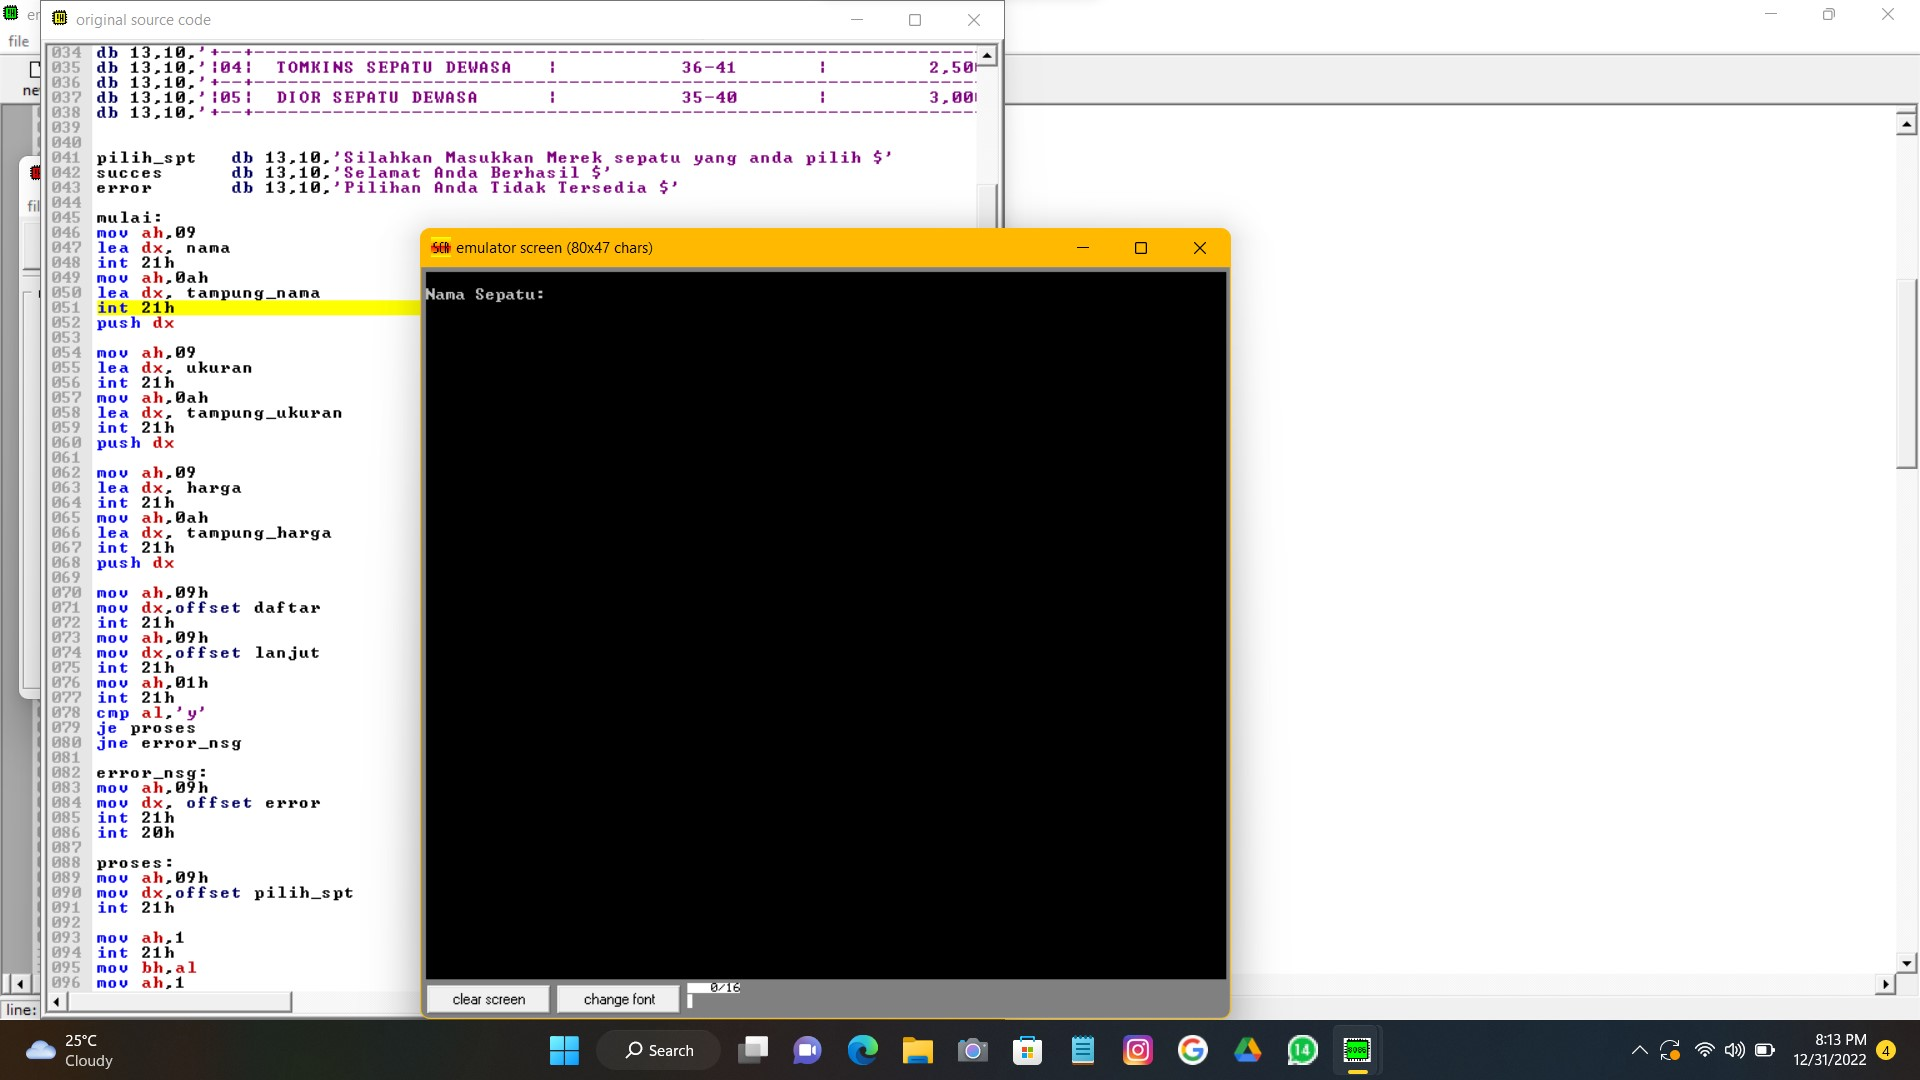 original source code
file
034 db 13,10,'+--+-----------------------------------------------------------------
035 db 13,10,'¦04¦  TOMKINS SEPATU DEWASA   ¦           36-41          ¦         2,50
036 db 13,10,'+--+-----------------------------------------------------------------
037 db 13,10,'¦05¦  DIOR SEPATU DEWASA      ¦           35-40          ¦         3,00
038 db 13,10,'+--+-----------------------------------------------------------------
039
040
041 pilih_spt   db 13,10,'Silahkan Masukkan Merek sepatu yang anda pilih $'
042 succes      db 13,10,'Selamat Anda Berhasil $'
043 error       db 13,10,'Pilihan Anda Tidak Tersedia $'
044
045 mulai:
046 mov ah,09
047 lea dx, nama
048 int 21h
049 mov ah,0ah
050 lea dx, tampung_nama
051 int 21h
052 push dx
053
054 mov ah,09
055 lea dx, ukuran
056 int 21h
057 mov ah,0ah
058 lea dx, tampung_ukuran
059 int 21h
060 push dx
061
062 mov ah,09
063 lea dx, harga
064 int 21h
065 mov ah,0ah
066 lea dx, tampung_harga
067 int 21h
068 push dx
069
070 mov ah,09h
071 mov dx,offset daftar
072 int 21h
073 mov ah,09h
074 mov dx,offset lanjut
075 int 21h
076 mov ah,01h
077 int 21h
078 cmp al,'y'
079 je proses
080 jne error_nsg
081
082 error_nsg:
083 mov ah,09h
084 mov dx, offset error
085 int 21h
086 int 20h
087
088 proses:
089 mov ah,09h
090 mov dx,offset pilih_spt
091 int 21h
092
093 mov ah,1
094 int 21h
095 mov bh,al
096 mov ah,1
line:
emulator screen (80x47 chars)
Nama Sepatu:
clear screen
change font
0/16
25°C
Cloudy
Search
14
8:13 PM
12/31/2022
4